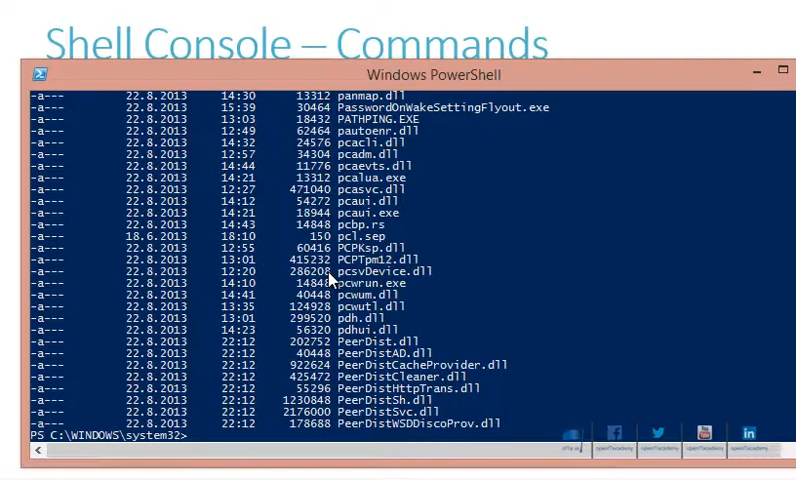 Shell Console – Commands
Windows PowerShell
-a--- 22.8.2013 14:30 13312 panmap.dll
-a--- 22.8.2013 15:39 30464 PasswordOnWakeSettingFlyout.exe
-a--- 22.8.2013 13:03 18432 PATHPING.EXE
-a--- 22.8.2013 12:49 62464 pautoenr.dll
-a--- 22.8.2013 14:32 24576 pcacli.dll
-a--- 22.8.2013 12:57 34304 pcadm.dll
-a--- 22.8.2013 14:44 11776 pcaevts.dll
-a--- 22.8.2013 14:21 13312 pcalua.exe
-a--- 22.8.2013 12:27 471040 pcasvc.dll
-a--- 22.8.2013 14:12 54272 pcaui.dll
-a--- 22.8.2013 14:21 18944 pcaui.exe
-a--- 22.8.2013 14:43 14848 pcbp.rs
-a--- 18.6.2013 18:10 150 pcl.sep
-a--- 22.8.2013 12:55 60416 PCPKsp.dll
-a--- 22.8.2013 13:01 415232 PCPTpm12.dll
-a--- 22.8.2013 12:20 286208 pcsvDevice.dll
-a--- 22.8.2013 14:10 14848 pcwrun.exe
-a--- 22.8.2013 14:41 40448 pcwum.dll
-a--- 22.8.2013 13:35 124928 pcwutl.dll
-a--- 22.8.2013 13:01 299520 pdh.dll
-a--- 22.8.2013 14:23 56320 pdhui.dll
-a--- 22.8.2013 22:12 202752 PeerDist.dll
-a--- 22.8.2013 22:12 40448 PeerDistAD.dll
-a--- 22.8.2013 22:12 922624 PeerDistCacheProvider.dll
-a--- 22.8.2013 22:12 425472 PeerDistCleaner.dll
-a--- 22.8.2013 22:12 55296 PeerDistHttpTrans.dll
-a--- 22.8.2013 22:12 1230848 PeerDistSh.dll
-a--- 22.8.2013 22:12 2176000 PeerDistSvc.dll
-a--- 22.8.2013 22:12 178688 PeerDistWSDDiscoProv.dll
PS C:\WINDOWS\system32>
openITacademy openITacademy openITacademy openITacademy